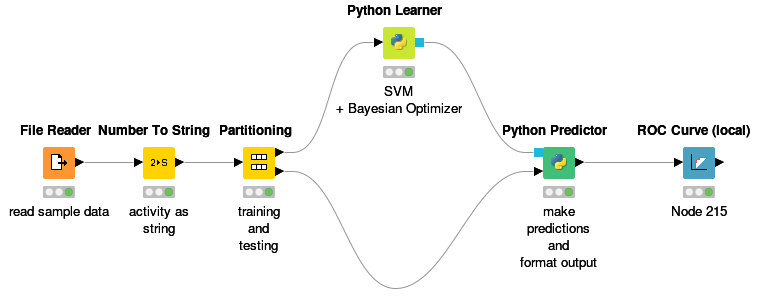 Python Learner
SVM
+ Bayesian Optimizer
File Reader
Number To String
Partitioning
Python Predictor
ROC Curve (local)
2▸S
read sample data
activity as
string
training
and
testing
make
predictions
and
format output
Node 215